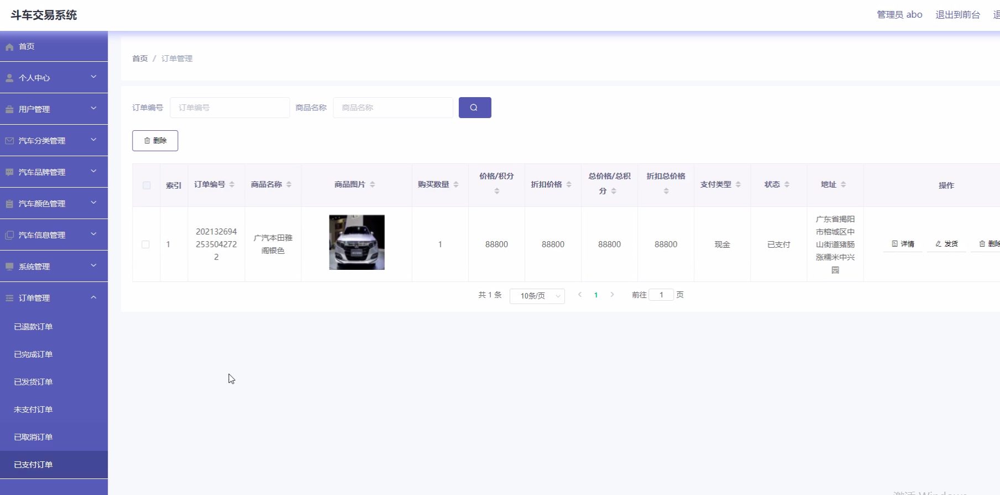 斗车交易系统
管理员 abo 退出到前台 退
首页
个人中心
用户管理
汽车分类管理
汽车品牌管理
汽车颜色管理
汽车信息管理
系统管理
订单管理
已退款订单
已完成订单
已发货订单
未支付订单
已取消订单
已支付订单
首页 / 订单管理
订单编号 订单编号 商品名称 商品名称
删除
索引 订单编号 商品名称 商品图片 购买数量 价格/积分 折扣价格 总价格/总积 折扣总价格 支付类型 状态 地址 操作
分
1
202132694
253504272
2
广汽本田雅
阁银色
1 88800 88800 88800 88800 现金 已支付
广东省揭阳
市榕城区中
山街道猪肠
涨糯米中兴
园
详情 发货 删除
共 1 条 10条/页 1 前往 1 页
激活 Windows